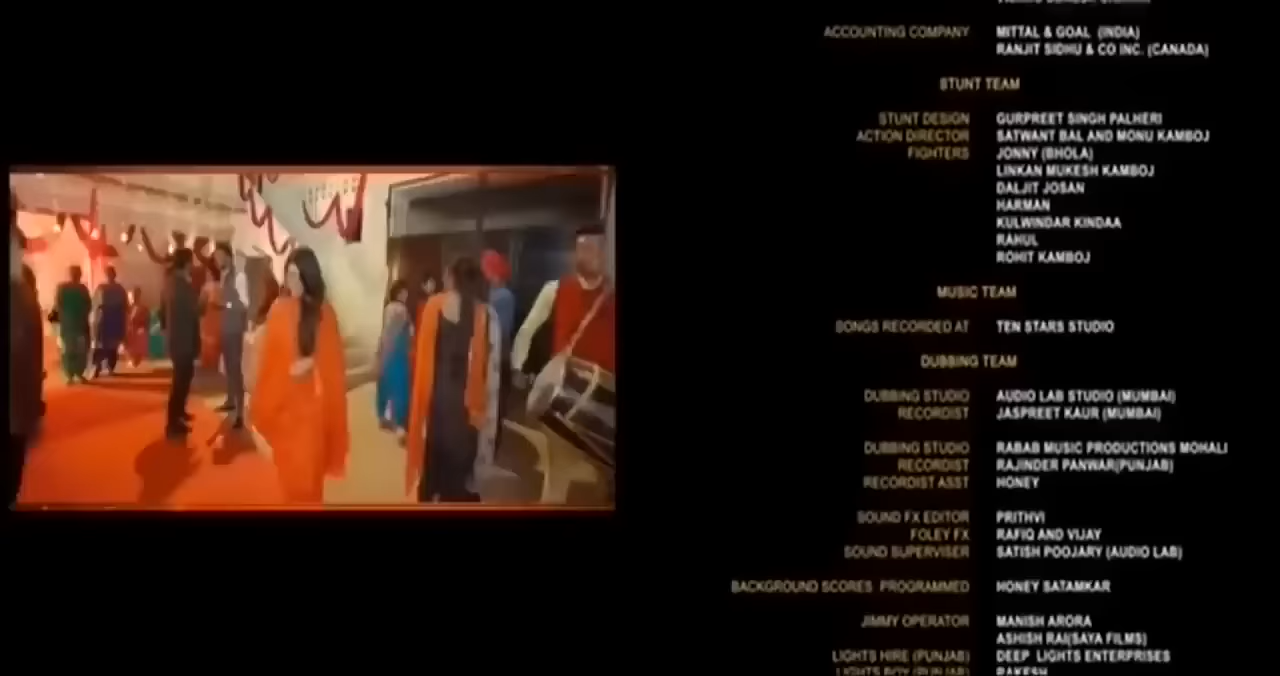 ACCOUNTING COMPANY MITTAL & GOAL (INDIA)
RANJIT SIDHU & CO INC. (CANADA)
STUNT TEAM
STUNT DESIGN GURPREET SINGH PALHERI
ACTION DIRECTOR SATWANT BAL AND MONU KAMBOJ
FIGHTERS JONNY (BHOLA)
LINKAN MUKESH KAMBOJ
DALJIT JOSAN
HARMAN
KULWINDAR KINDAA
RAHUL
ROHIT KAMBOJ
MUSIC TEAM
SONGS RECORDED AT TEN STARS STUDIO
DUBBING TEAM
DUBBING STUDIO AUDIO LAB STUDIO (MUMBAI)
RECORDIST JASPREET KAUR (MUMBAI)
DUBBING STUDIO RABAB MUSIC PRODUCTIONS MOHALI
RECORDIST RAJINDER PANWAR(PUNJAB)
RECORDIST ASST HONEY
SOUND FX EDITOR PRITHVI
FOLEY FX RAFIQ AND VIJAY
SOUND SUPERVISER SATISH POOJARY (AUDIO LAB)
BACKGROUND SCORES PROGRAMMED HONEY SATAMKAR
JIMMY OPERATOR MANISH ARORA
ASHISH RAI(SAYA FILMS)
LIGHTS HIRE (PUNJAB) DEEP LIGHTS ENTERPRISES
LIGHTS BOY (PUNJAB) RAKESH